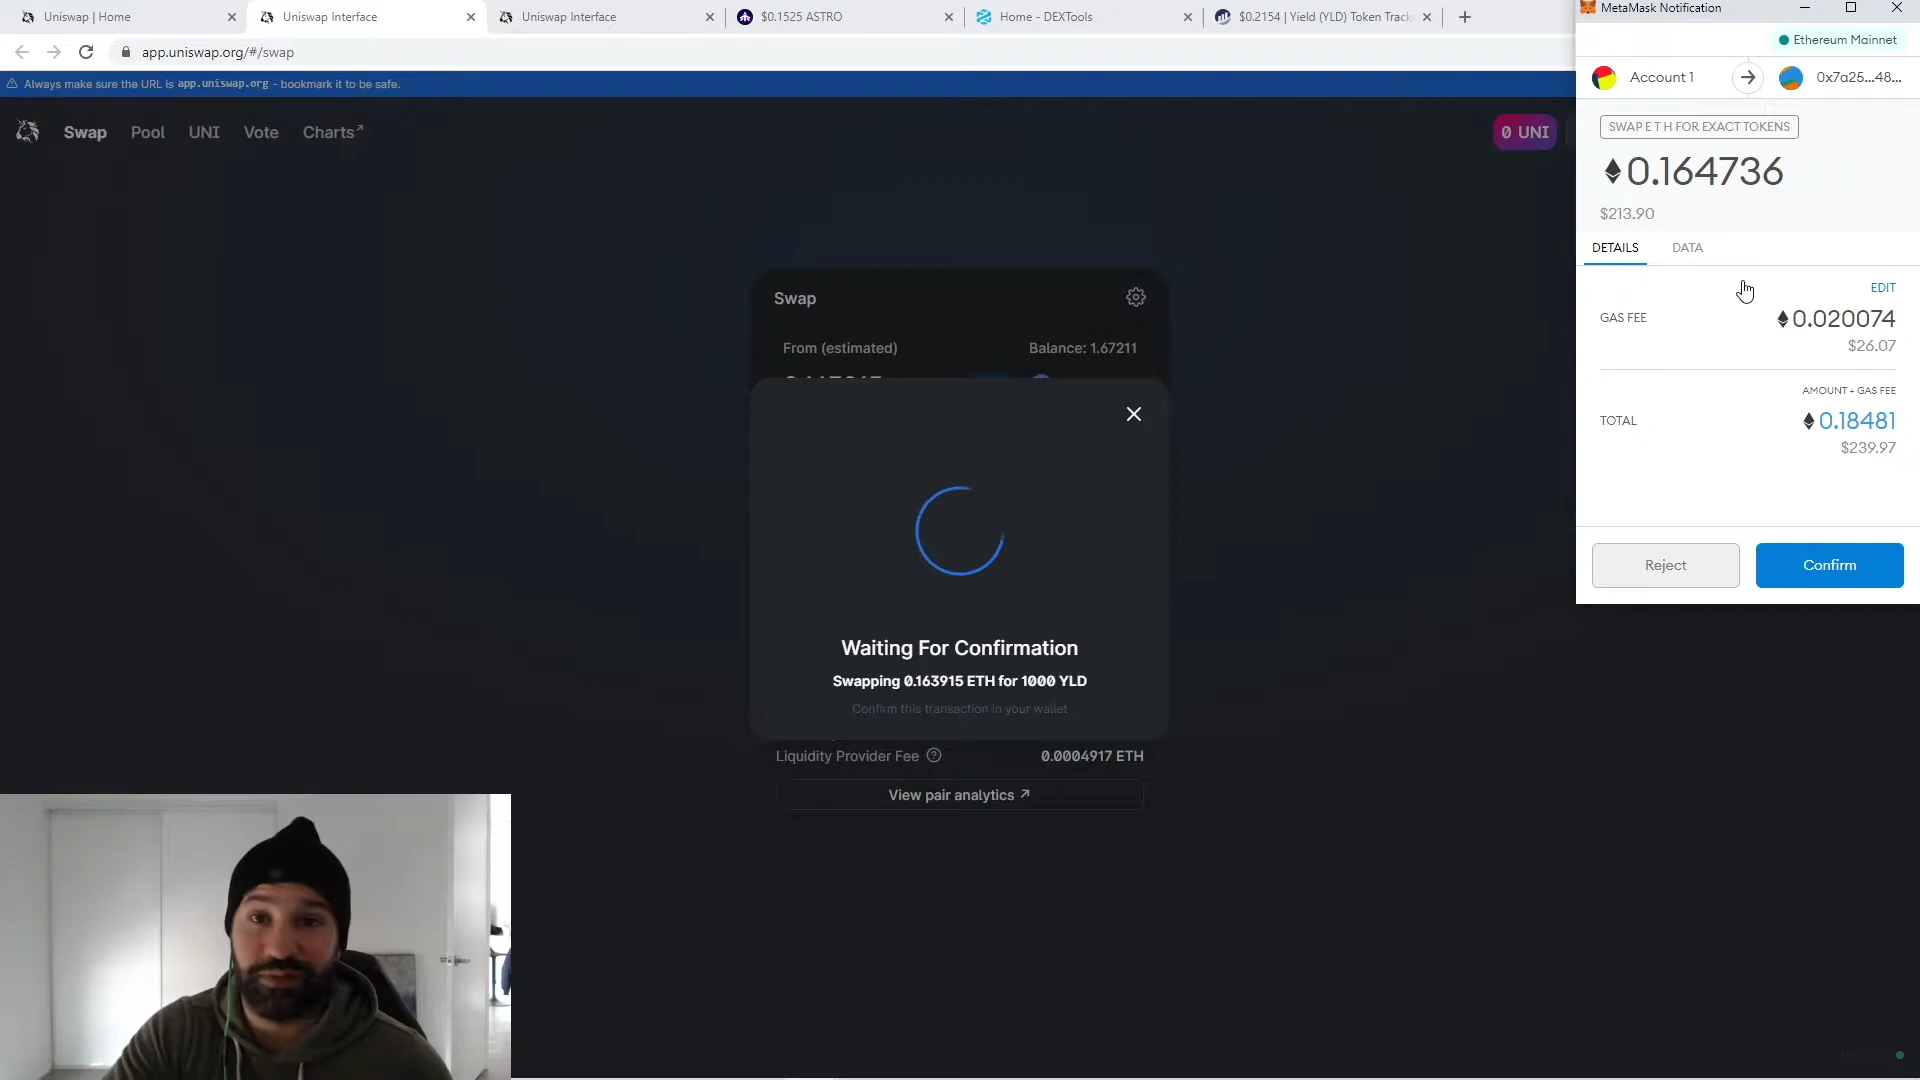 Uniswap | Home
Uniswap Interface
Uniswap Interface
$0.1525 ASTRO
Home - DEXTools
$0.2154 | Yield (YLD) Token Track
app.uniswap.org/#/swap
Always make sure the URL is app.uniswap.org - bookmark it to be safe.
Swap
Pool
UNI
Vote
Charts↗
0 UNI
Swap
From (estimated)
Balance: 1.67211
Waiting For Confirmation
Swapping 0.163915 ETH for 1000 YLD
Confirm this transaction in your wallet
Liquidity Provider Fee
0.0004917 ETH
View pair analytics ↗
MetaMask Notification
Ethereum Mainnet
Account 1
0x7a25...48...
SWAP E T H FOR EXACT TOKENS
0.164736
$213.90
DETAILS
DATA
EDIT
GAS FEE
0.020074
$26.07
AMOUNT + GAS FEE
TOTAL
0.18481
$239.97
Reject
Confirm